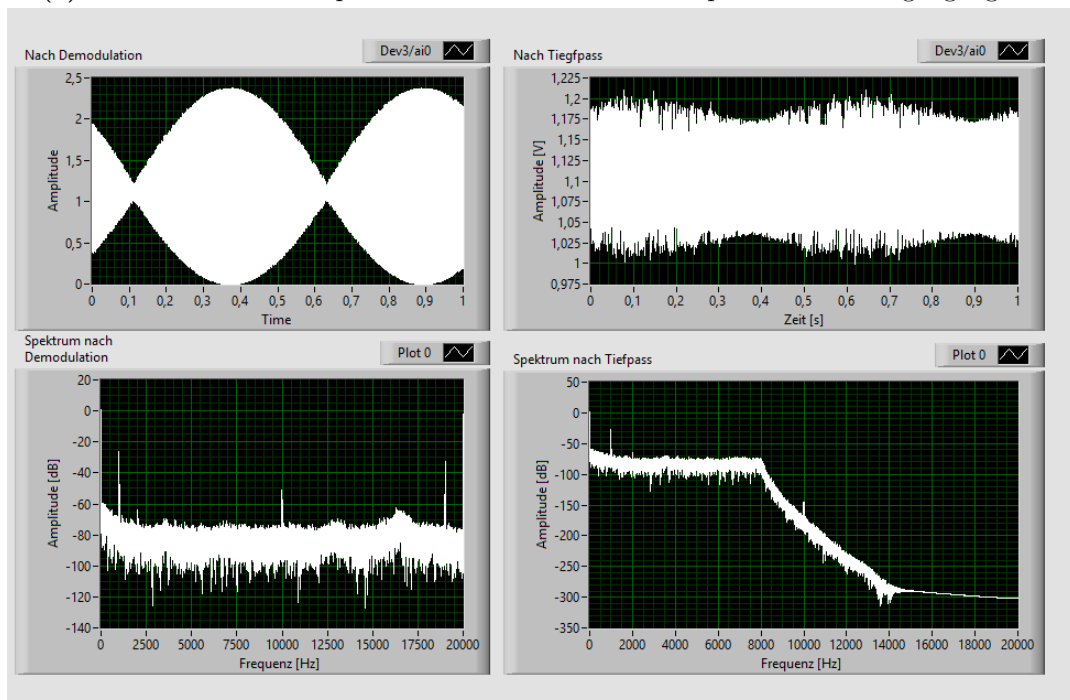 Nach Demodulation
Dev3/ai0
2,5
2
1,5
1
0,5
0
Amplitude
0 0,1 0,2 0,3 0,4 0,5 0,6 0,7 0,8 0,9 1
Time
Nach Tiegfpass
Dev3/ai0
1,225
1,2
1,175
1,15
1,125
1,1
1,075
1,05
1,025
1
0,975
Amplitude [V]
0 0,1 0,2 0,3 0,4 0,5 0,6 0,7 0,8 0,9 1
Zeit [s]
Spektrum nach
Demodulation
Plot 0
20
0
-20
-40
-60
-80
-100
-120
-140
Amplitude [dB]
0 2500 5000 7500 10000 12500 15000 17500 20000
Frequenz [Hz]
Spektrum nach Tiefpass
Plot 0
50
0
-50
-100
-150
-200
-250
-300
-350
Amplitude [dB]
0 2000 4000 6000 8000 10000 12000 14000 16000 18000 20000
Frequenz [Hz]